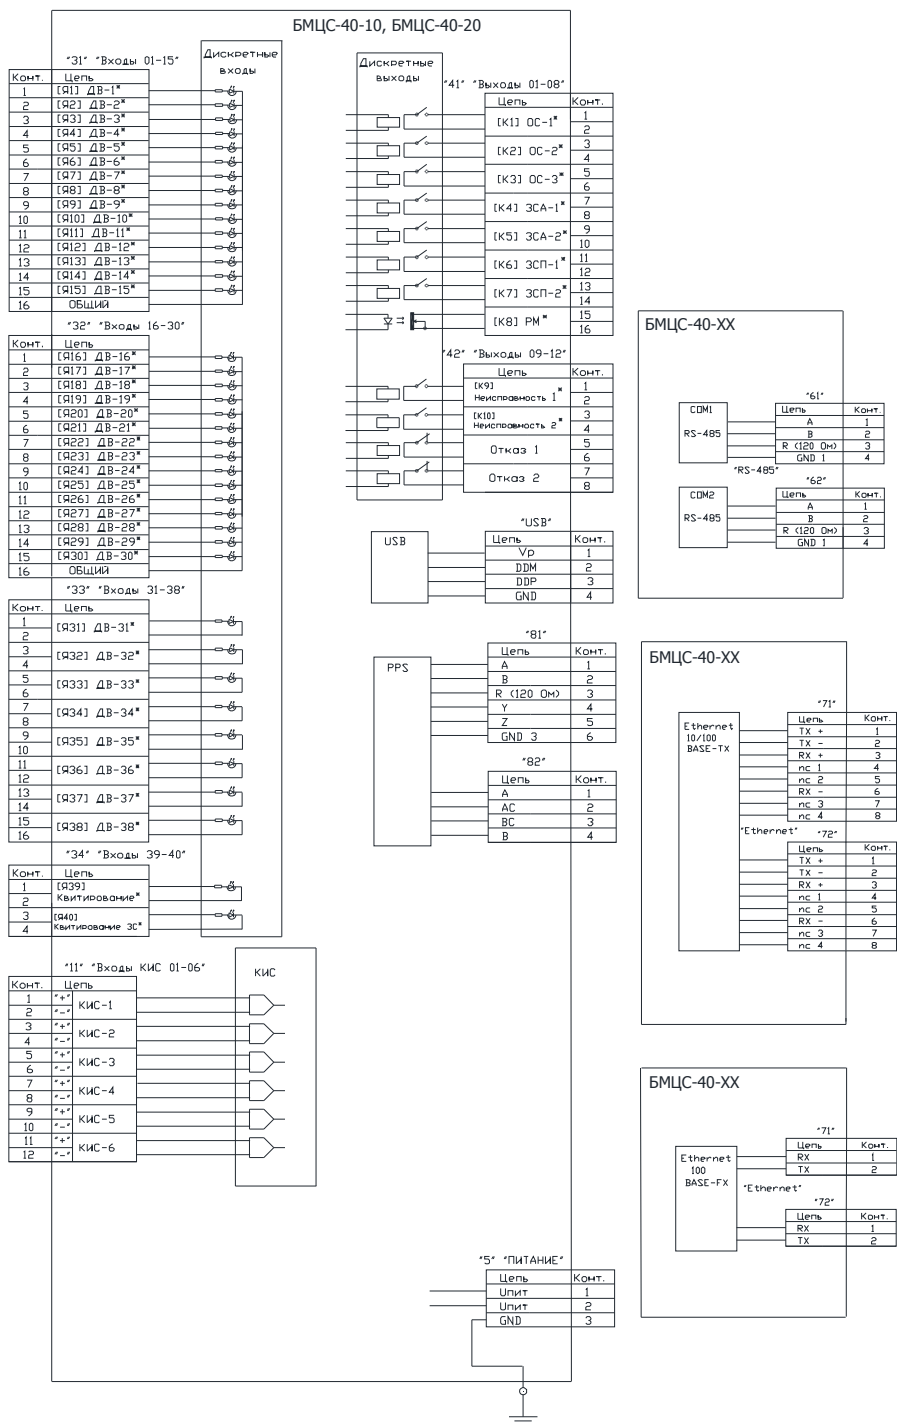 БМЦС-40-10, БМЦС-40-20
Дискретные
входы
"31" "Входы 01-15"
Конт. Цепь
1 [Я1] ДВ-1*
2 [Я2] ДВ-2*
3 [Я3] ДВ-3*
4 [Я4] ДВ-4*
5 [Я5] ДВ-5*
6 [Я6] ДВ-6*
7 [Я7] ДВ-7*
8 [Я8] ДВ-8*
9 [Я9] ДВ-9*
10 [Я10] ДВ-10*
11 [Я11] ДВ-11*
12 [Я12] ДВ-12*
13 [Я13] ДВ-13*
14 [Я14] ДВ-14*
15 [Я15] ДВ-15*
16 ОБЩИЙ
"32" "Входы 16-30"
Конт. Цепь
1 [Я16] ДВ-16*
2 [Я17] ДВ-17*
3 [Я18] ДВ-18*
4 [Я19] ДВ-19*
5 [Я20] ДВ-20*
6 [Я21] ДВ-21*
7 [Я22] ДВ-22*
8 [Я23] ДВ-23*
9 [Я24] ДВ-24*
10 [Я25] ДВ-25*
11 [Я26] ДВ-26*
12 [Я27] ДВ-27*
13 [Я28] ДВ-28*
14 [Я29] ДВ-29*
15 [Я30] ДВ-30*
16 ОБЩИЙ
"33" "Входы 31-38"
Конт. Цепь
1 [Я31] ДВ-31*
2
3 [Я32] ДВ-32*
4
5 [Я33] ДВ-33*
6
7 [Я34] ДВ-34*
8
9 [Я35] ДВ-35*
10
11 [Я36] ДВ-36*
12
13 [Я37] ДВ-37*
14
15 [Я38] ДВ-38*
16
"34" "Входы 39-40"
Конт. Цепь
1 [Я39]
2 Квитирование*
3 [Я40]
4 Квитирование ЗС*
"11" "Входы КИС 01-06"
КИС
Конт. Цепь
1 "+" КИС-1
2 "-"
3 "+" КИС-2
4 "-"
5 "+" КИС-3
6 "-"
7 "+" КИС-4
8 "-"
9 "+" КИС-5
10 "-"
11 "+" КИС-6
12 "-"
Дискретные
выходы
"41" "Выходы 01-08"
Цепь Конт.
[К1] ОС-1* 1
2
[К2] ОС-2* 3
4
[К3] ОС-3* 5
6
[К4] ЗСА-1* 7
8
[К5] ЗСА-2* 9
10
[К6] ЗСП-1* 11
12
[К7] ЗСП-2* 13
14
[К8] РМ* 15
16
"42" "Выходы 09-12"
Цепь Конт.
[К9] 1
Неисправность 1* 2
[К10] 3
Неисправность 2* 4
Отказ 1 5
6
Отказ 2 7
8
USB
"USB"
Цепь Конт.
Vp 1
DDM 2
DDP 3
GND 4
PPS
"81"
Цепь Конт.
A 1
B 2
R (120 Ом) 3
Y 4
Z 5
GND 3 6
"82"
Цепь Конт.
A 1
AC 2
BC 3
B 4
"5" "ПИТАНИЕ"
Цепь Конт.
Uпит 1
Uпит 2
GND 3
БМЦС-40-ХХ
COM1
RS-485
"61"
Цепь Конт.
A 1
B 2
R (120 Ом) 3
GND 1 4
"RS-485"
COM2
RS-485
"62"
Цепь Конт.
A 1
B 2
R (120 Ом) 3
GND 1 4
БМЦС-40-ХХ
Ethernet
10/100
BASE-TX
"71"
Цепь Конт.
TX + 1
TX - 2
RX + 3
nc 1 4
nc 2 5
RX - 6
nc 3 7
nc 4 8
"Ethernet" "72"
Цепь Конт.
TX + 1
TX - 2
RX + 3
nc 1 4
nc 2 5
RX - 6
nc 3 7
nc 4 8
БМЦС-40-ХХ
Ethernet
100
BASE-FX
"71"
Цепь Конт.
RX 1
TX 2
"Ethernet"
"72"
Цепь Конт.
RX 1
TX 2